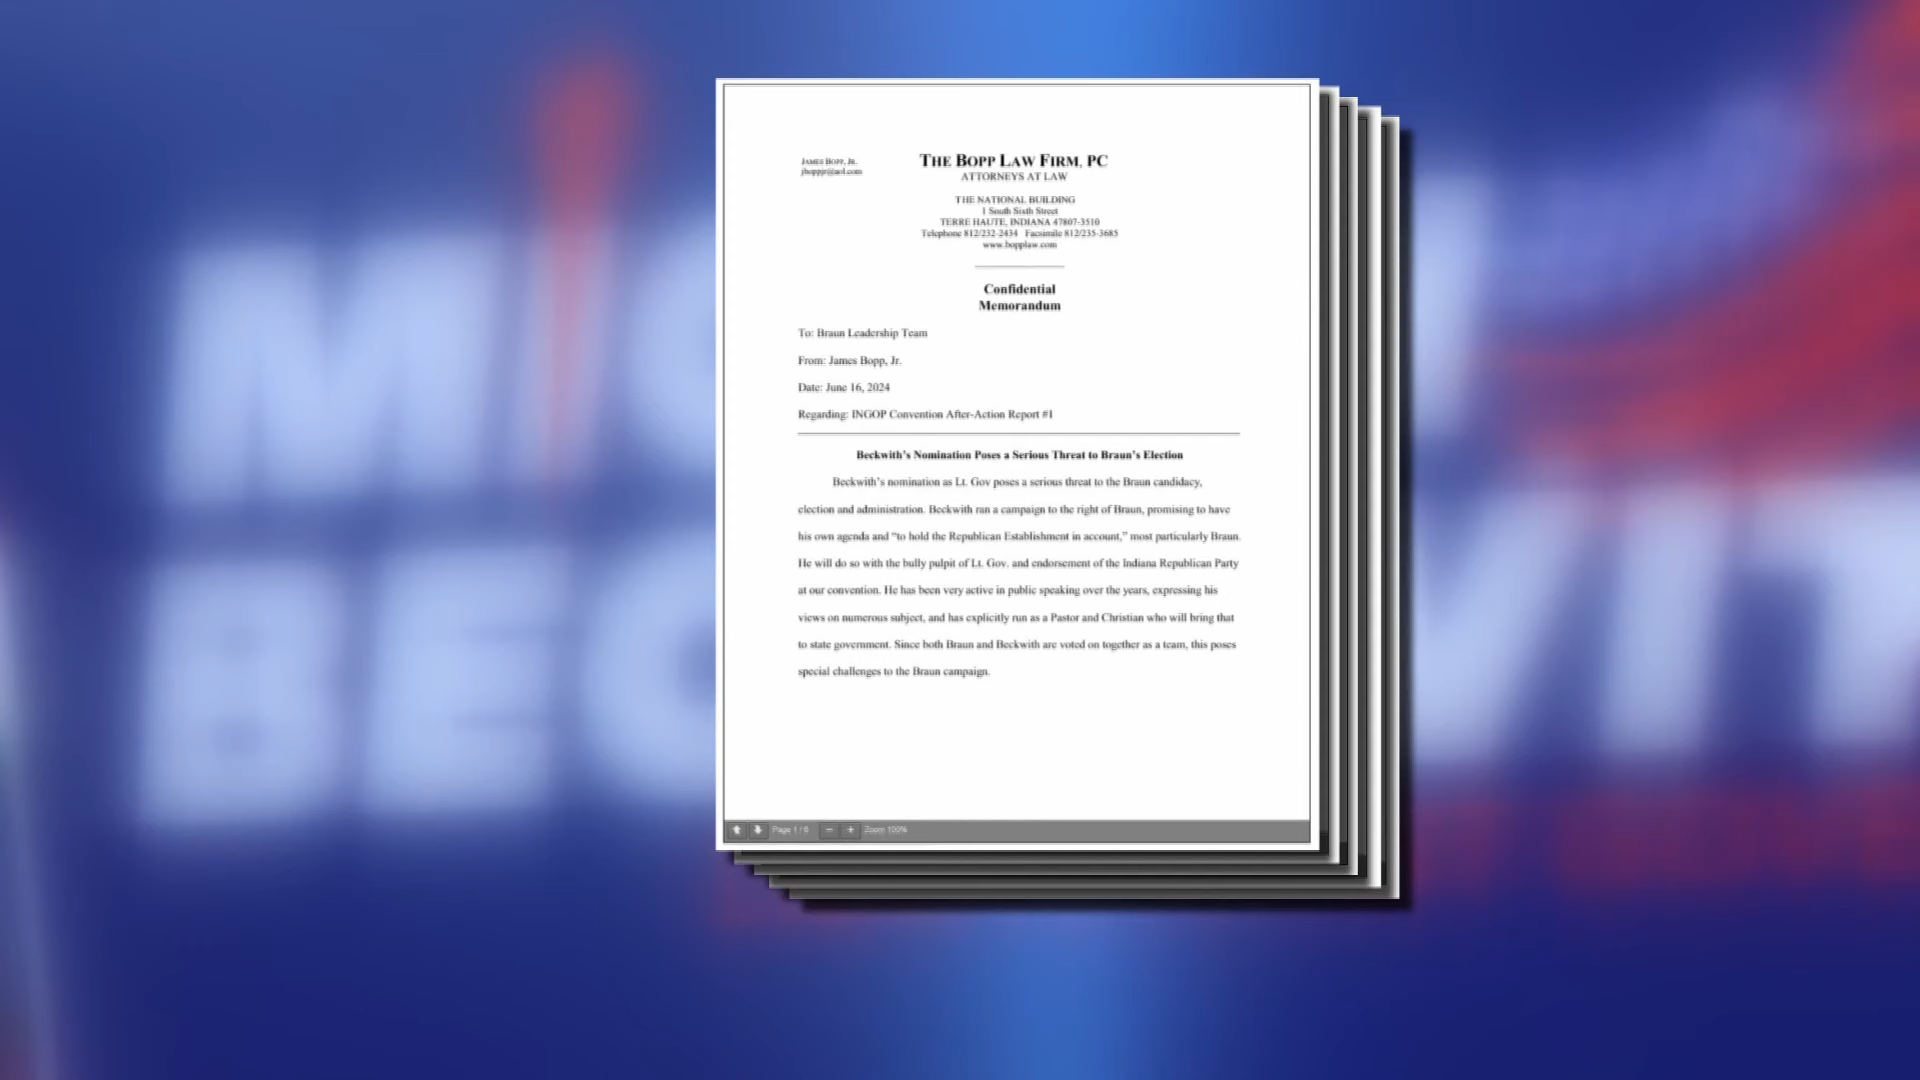 JAMES BOPP, JR.
jboppjr@aol.com
THE BOPP LAW FIRM, PC
ATTORNEYS AT LAW
THE NATIONAL BUILDING
1 South Sixth Street
TERRE HAUTE, INDIANA 47807-3510
Telephone 812/232-2434 Facsimile 812/235-3685
www.bopplaw.com
Confidential
Memorandum
To: Braun Leadership Team
From: James Bopp, Jr.
Date: June 16, 2024
Regarding: INGOP Convention After-Action Report #1
Beckwith’s Nomination Poses a Serious Threat to Braun’s Election
Beckwith’s nomination as Lt. Gov poses a serious threat to the Braun candidacy,
election and administration. Beckwith ran a campaign to the right of Braun, promising to have
his own agenda and “to hold the Republican Establishment in account,” most particularly Braun.
He will do so with the bully pulpit of Lt. Gov. and endorsement of the Indiana Republican Party
at our convention. He has been very active in public speaking over the years, expressing his
views on numerous subject, and has explicitly run as a Pastor and Christian who will bring that
to state government. Since both Braun and Beckwith are voted on together as a team, this poses
special challenges to the Braun campaign.
Page 1 / 6 − + Zoom 100%